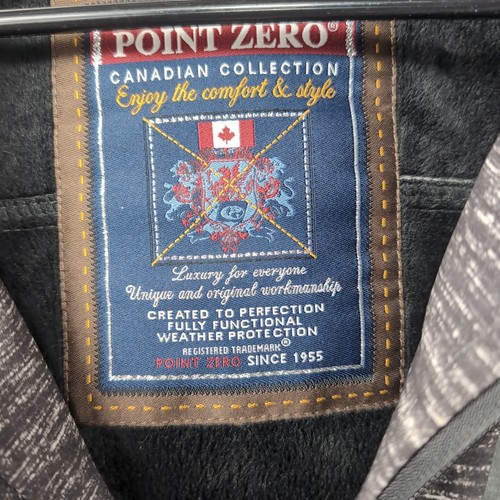 POINT ZERO®
CANADIAN COLLECTION
Enjoy the comfort & style
Luxury for everyone
Unique and original workmanship
CREATED TO PERFECTION
FULLY FUNCTIONAL
WEATHER PROTECTION
REGISTERED TRADEMARK®
POINT ZERO SINCE 1955